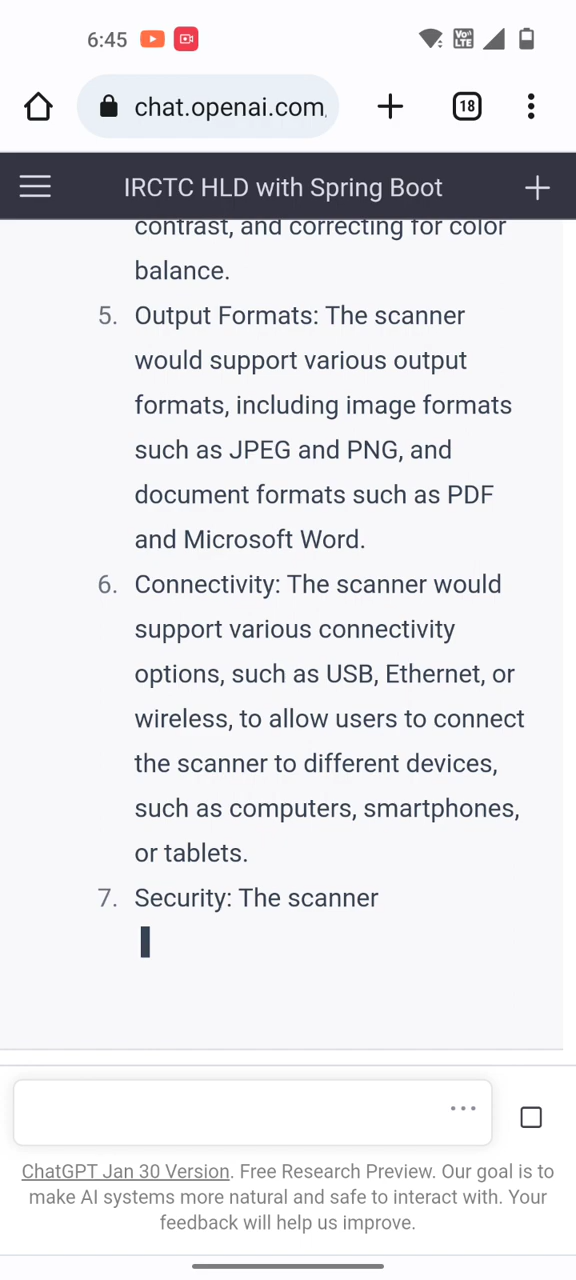 6:45
Vo))
LTE
chat.openai.com
18
IRCTC HLD with Spring Boot
contrast, and correcting for color
balance.
5. Output Formats: The scanner
would support various output
formats, including image formats
such as JPEG and PNG, and
document formats such as PDF
and Microsoft Word.
6. Connectivity: The scanner would
support various connectivity
options, such as USB, Ethernet, or
wireless, to allow users to connect
the scanner to different devices,
such as computers, smartphones,
or tablets.
7. Security: The scanner
ChatGPT Jan 30 Version. Free Research Preview. Our goal is to
make AI systems more natural and safe to interact with. Your
feedback will help us improve.